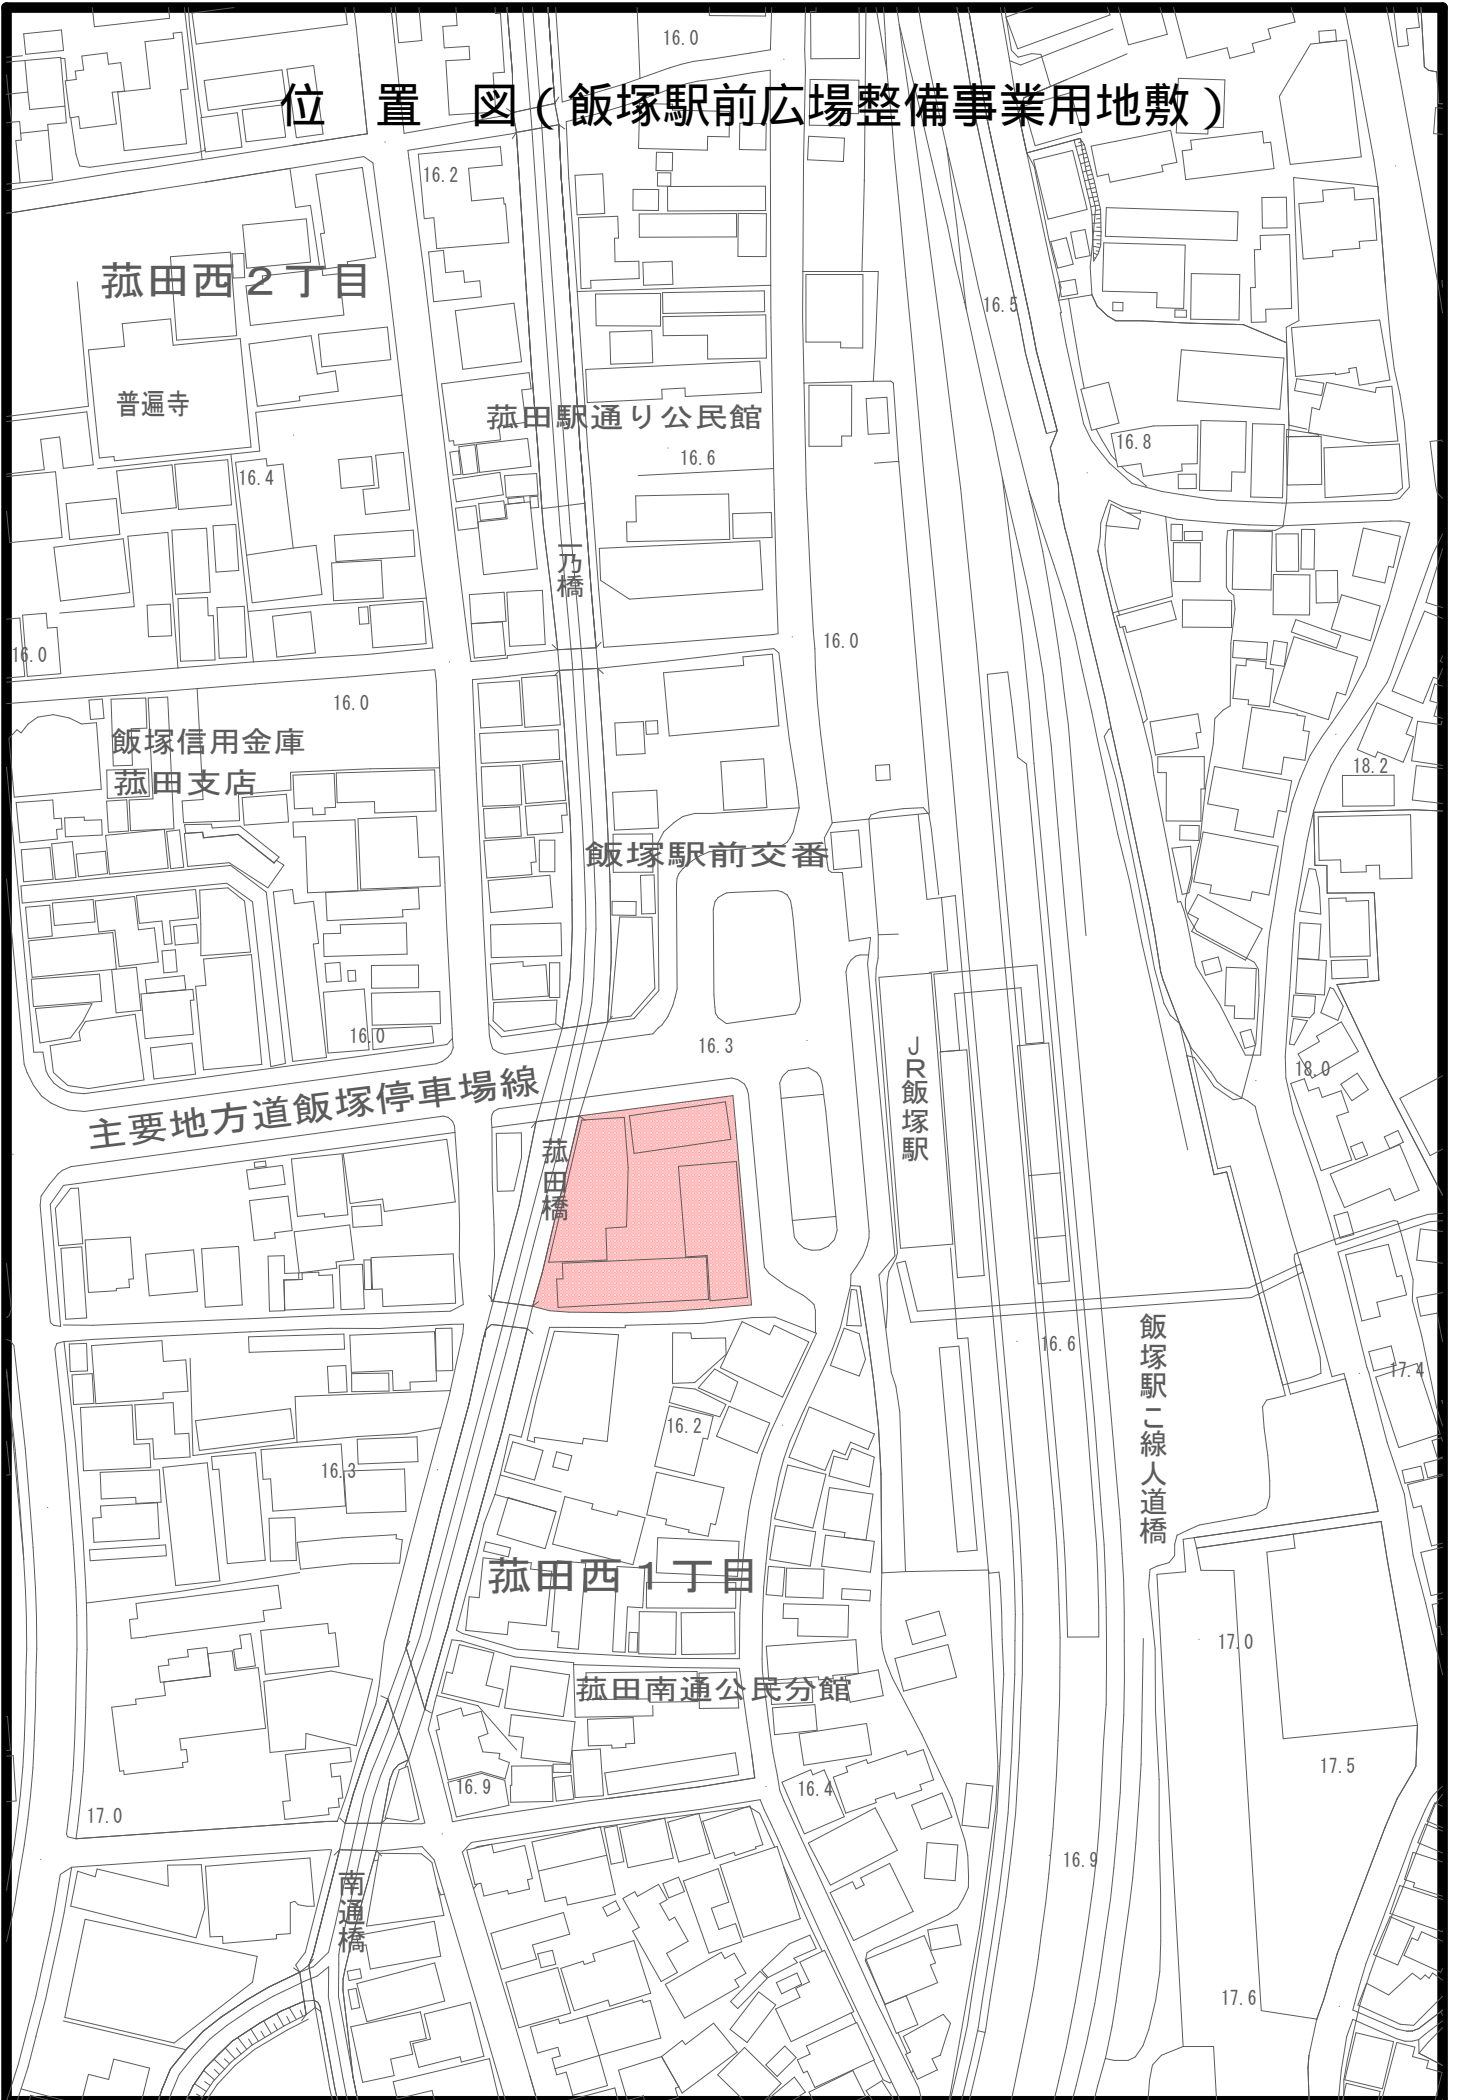 16.0
位　置　図（飯塚駅前広場整備事業用地敷）
16.2
菰田西２丁目
16.5
普遍寺
菰田駅通り公民館
16.8
16.6
16.4
一乃橋
16.0
16.0
16.0
飯塚信用金庫
菰田支店
18.2
飯塚駅前交番
16.0
16.3
ＪＲ飯塚駅
18.0
主要地方道飯塚停車場線
菰田橋
飯塚駅こ線人道橋
16.6
17.4
16.2
16.3
菰田西１丁目
17.0
菰田南通公民分館
17.5
16.9
16.4
17.0
16.9
南通橋
17.6